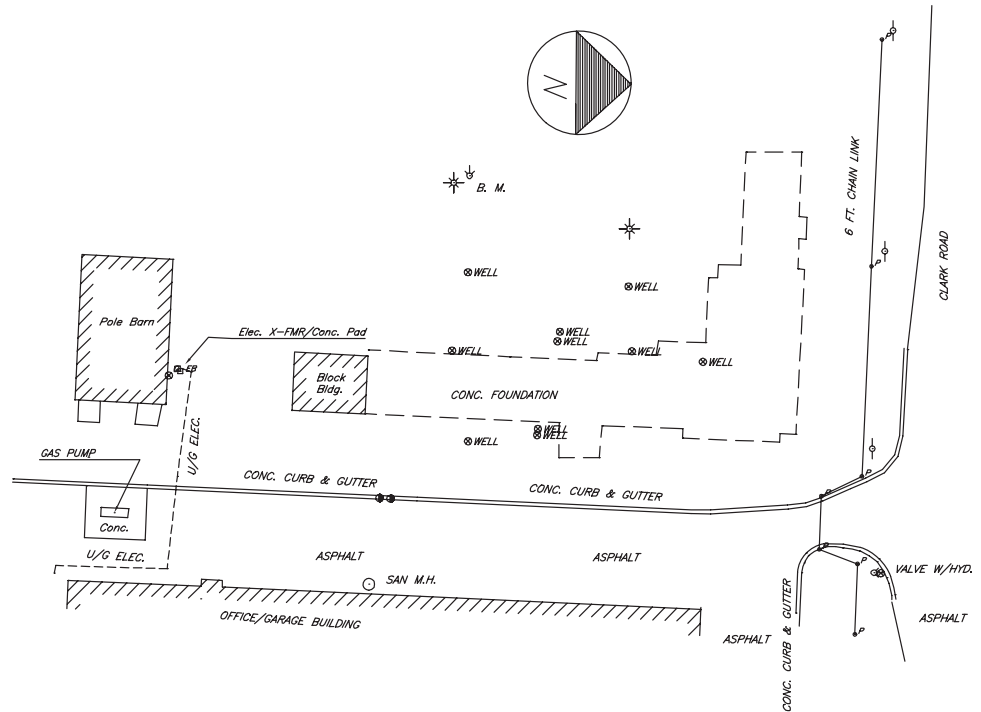 N
6 FT. CHAIN LINK
B. M.
CLARK ROAD
WELL
WELL
Pole Barn
Elec. X-FMR/Conc. Pad
WELL
WELL
WELL
WELL
WELL
EB
Block
Bldg.
CONC. FOUNDATION
U/G ELEC.
WELL
WELL
WELL
GAS PUMP
CONC. CURB & GUTTER
CONC. CURB & GUTTER
Conc.
U/G ELEC.
ASPHALT
ASPHALT
SAN M.H.
VALVE W/HYD.
OFFICE/GARAGE BUILDING
ASPHALT
CONC. CURB & GUTTER
ASPHALT